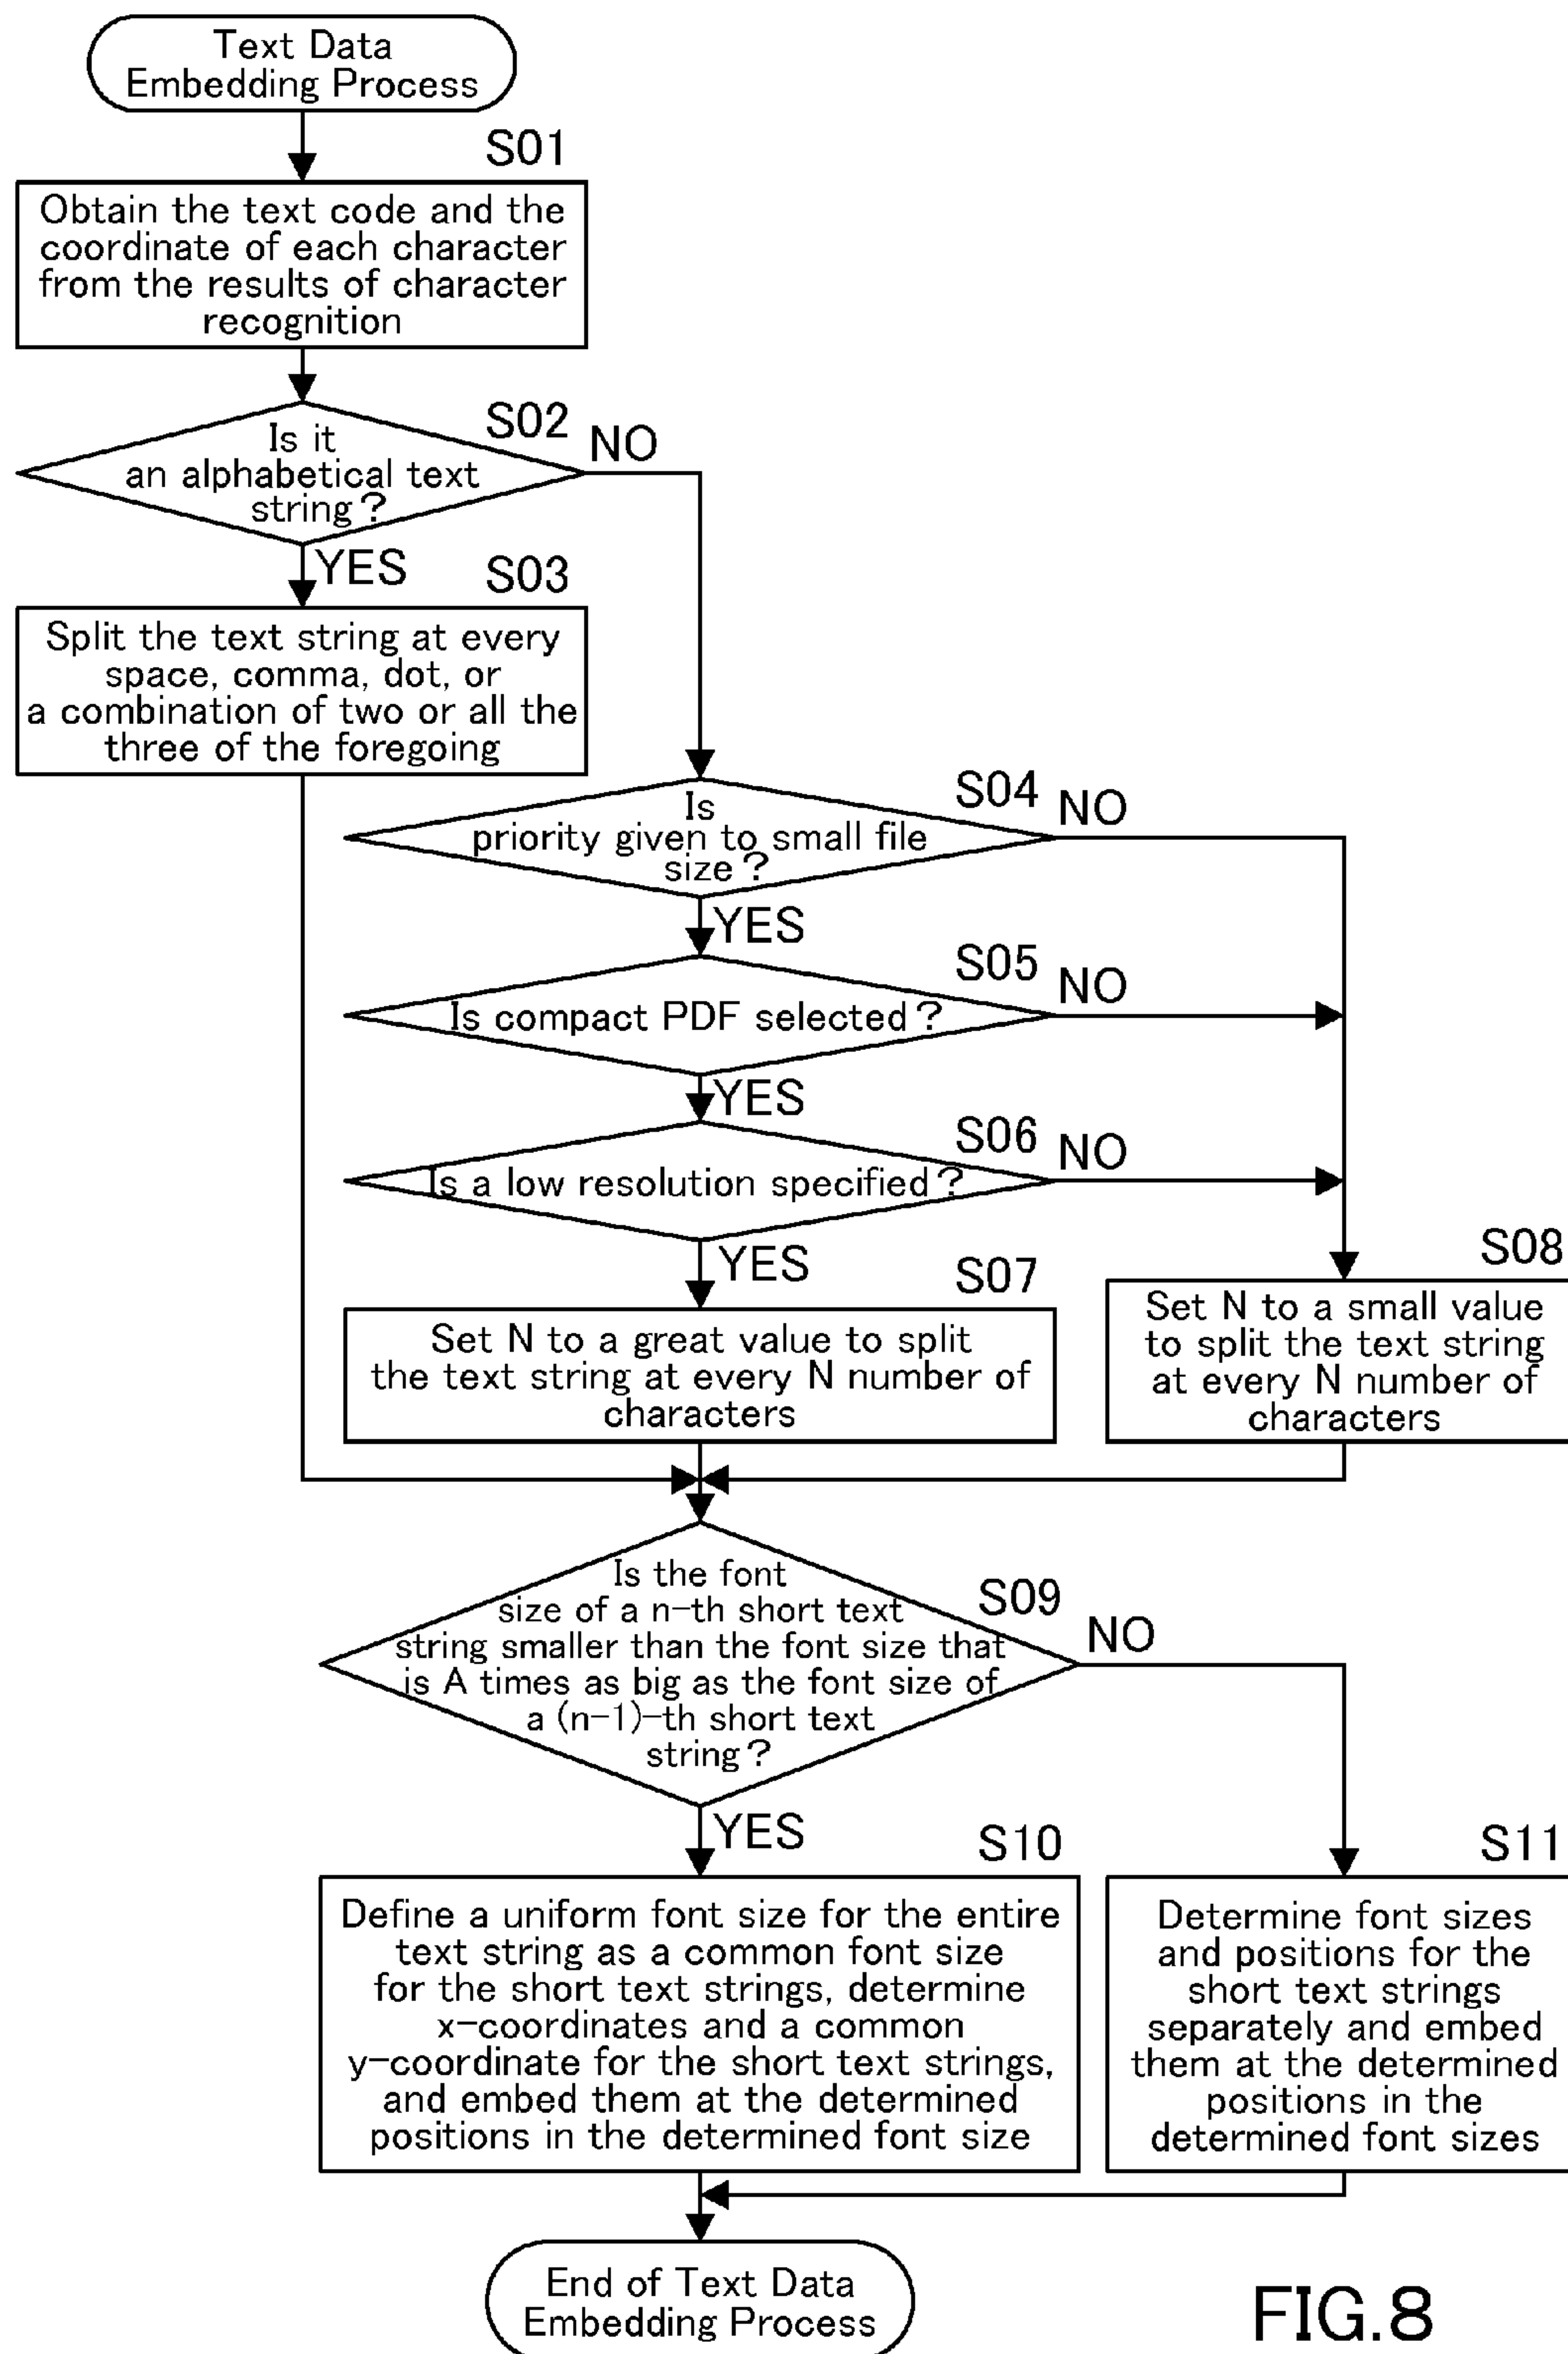 Text Data
Embedding Process
S01
Obtain the text code and the
coordinate of each character
from the results of character
recognition
S02
NO
Is it
an alphabetical text
string?
YES
S03
Split the text string at every
space, comma, dot, or
a combination of two or all the
three of the foregoing
S04
NO
Is
priority given to small file
size?
YES
S05
NO
Is compact PDF selected?
YES
S06
NO
Is a low resolution specified?
YES
S07
Set N to a great value to split
the text string at every N number of
characters
S08
Set N to a small value
to split the text string
at every N number of
characters
S09
NO
Is the font
size of a n-th short text
string smaller than the font size that
is A times as big as the font size of
a (n-1)-th short text
string?
YES
S10
Define a uniform font size for the entire
text string as a common font size
for the short text strings, determine
x-coordinates and a common
y-coordinate for the short text strings,
and embed them at the determined
positions in the determined font size
S11
Determine font sizes
and positions for the
short text strings
separately and embed
them at the determined
positions in the
determined font sizes
End of Text Data
Embedding Process
FIG.8